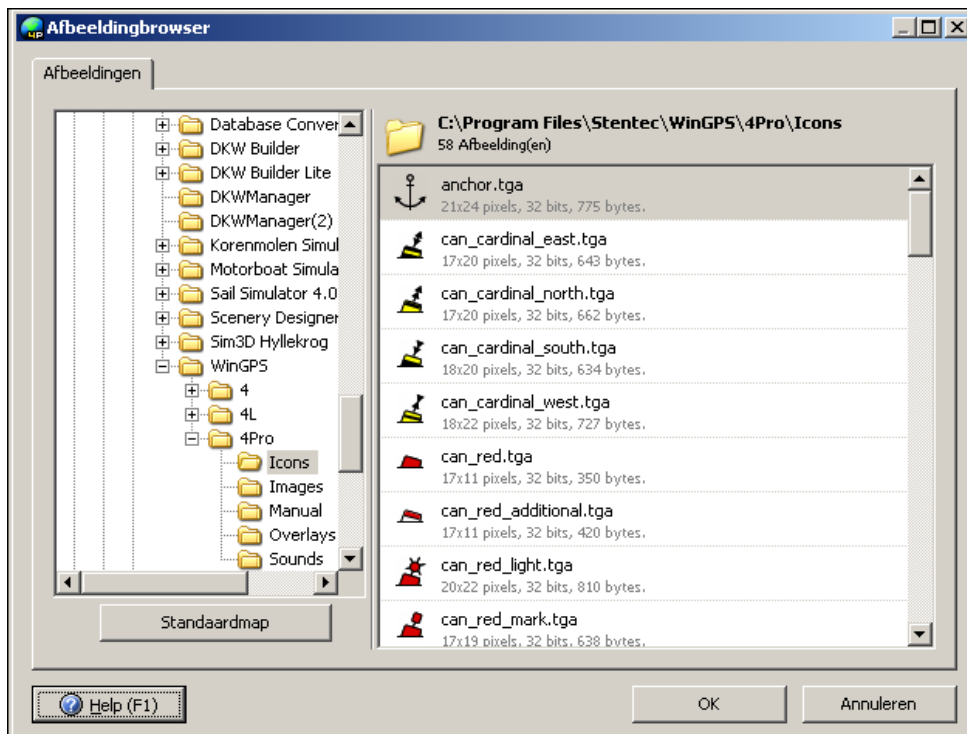 Afbeeldingbrowser
Afbeeldingen
Database Conver
DKW Builder
DKW Builder Lite
DKWManager
DKWManager(2)
Korenmolen Simul
Motorboat Simula
Sail Simulator 4.0
Scenery Designer
Sim3D Hyllekrog
WinGPS
4
4L
4Pro
Icons
Images
Manual
Overlays
Sounds
Standaardmap
C:\Program Files\Stentec\WinGPS\4Pro\Icons
58 Afbeelding(en)
anchor.tga
21x24 pixels, 32 bits, 775 bytes.
can_cardinal_east.tga
17x20 pixels, 32 bits, 643 bytes.
can_cardinal_north.tga
17x20 pixels, 32 bits, 662 bytes.
can_cardinal_south.tga
18x20 pixels, 32 bits, 634 bytes.
can_cardinal_west.tga
18x22 pixels, 32 bits, 727 bytes.
can_red.tga
17x11 pixels, 32 bits, 350 bytes.
can_red_additional.tga
17x11 pixels, 32 bits, 420 bytes.
can_red_light.tga
20x22 pixels, 32 bits, 810 bytes.
can_red_mark.tga
17x19 pixels, 32 bits, 638 bytes.
Help (F1)
OK
Annuleren